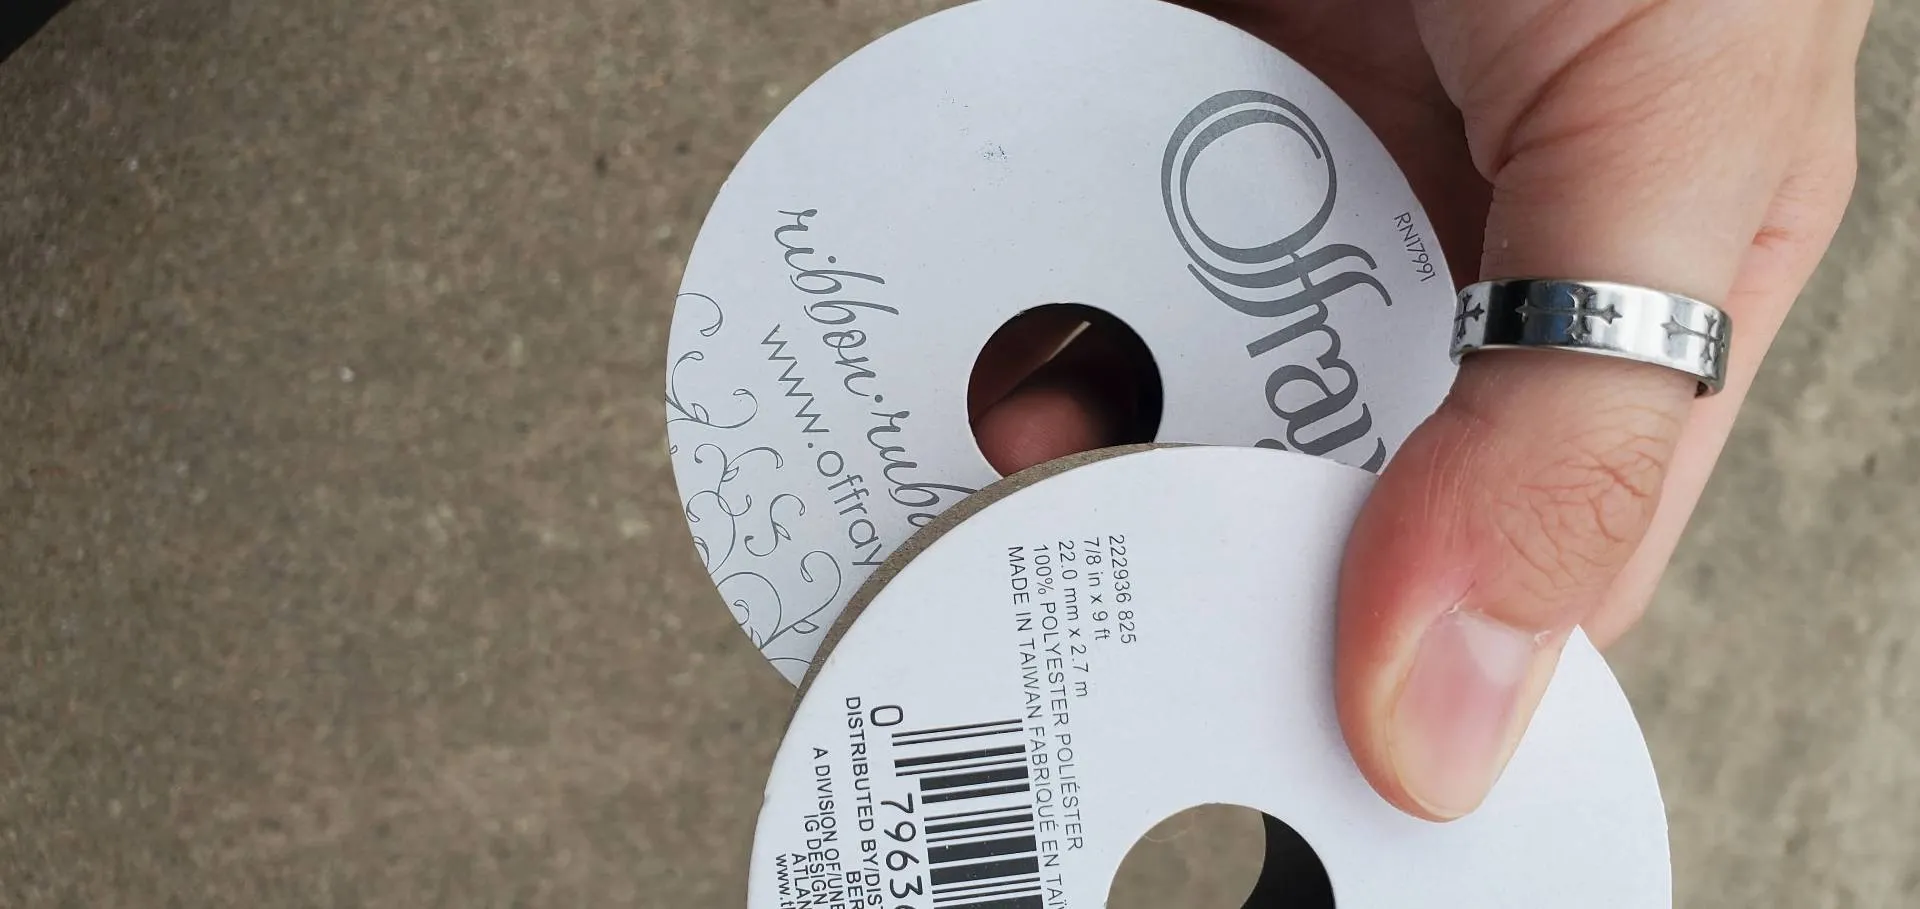 Offray
RN17991
ribbon·rub
www.offray
222936 825
7/8 in x 9 ft
22.0 mm x 2.7 m
100% POLYESTER POLIÉSTER
MADE IN TAIWAN FABRIQUÉ EN TAÏ
0 7963
DISTRIBUTED BY/DIS
BER
A DIVISION OF/UNE
IG DESIGN
ATLAN
www.t